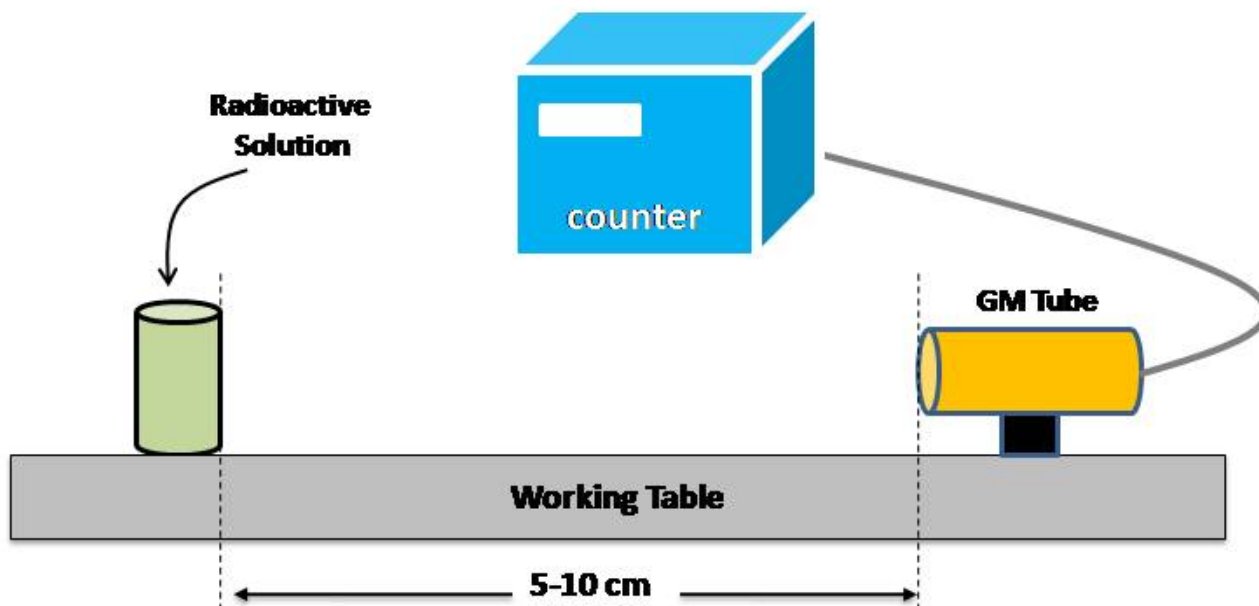 Radioactive
Solution
counter
GM Tube
Working Table
5-10 cm